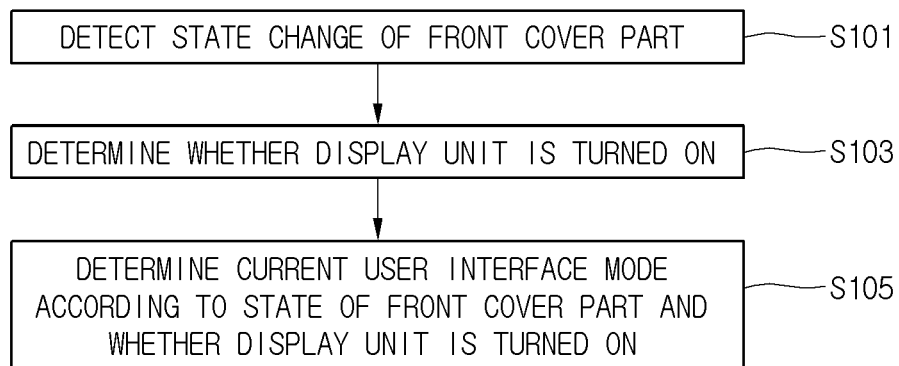 DETECT STATE CHANGE OF FRONT COVER PART
S101
DETERMINE WHETHER DISPLAY UNIT IS TURNED ON
S103
DETERMINE CURRENT USER INTERFACE MODE
ACCORDING TO STATE OF FRONT COVER PART AND
WHETHER DISPLAY UNIT IS TURNED ON
S105